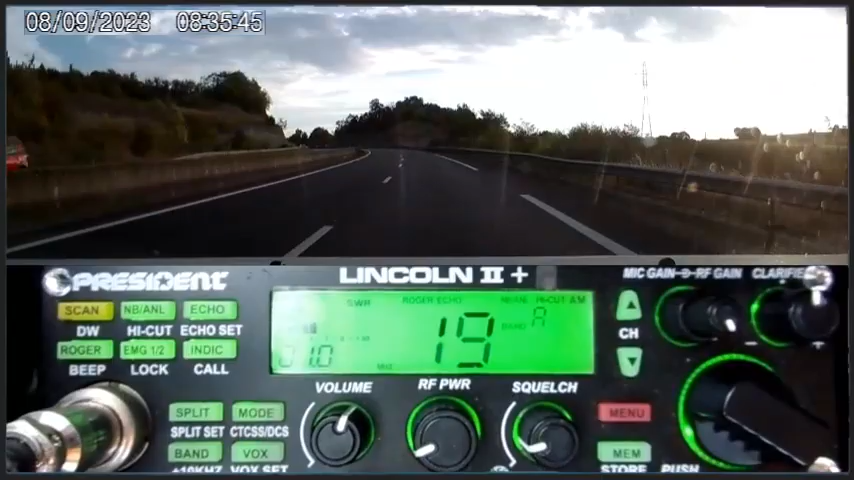 08/09/2023 08:35:45
PRESIDENT LINCOLN II + MIC GAIN RF GAIN CLARIFIER
SCAN NB/ANL ECHO
DW HI-CUT ECHO SET
ROGER EMG 1/2 INDIC
BEEP LOCK CALL
SWR ROGER ECHO NB/ANL HI-CUT AM
19 BAND A
CH
VOLUME RF PWR SQUELCH
SPLIT MODE
SPLIT SET CTCSS/DCS
BAND VOX
+10KHZ VOX SET
MENU
MEM
STORE PUSH